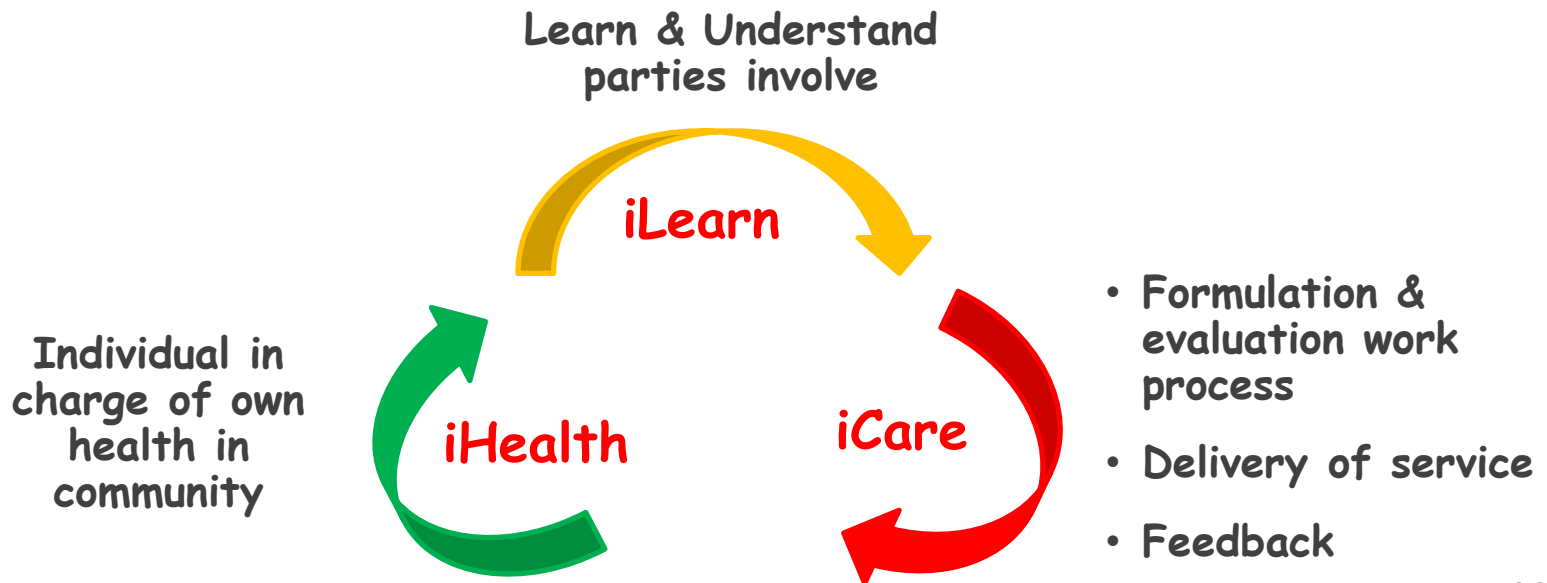 Learn & Understand
parties involve
iLearn
Individual in
charge of own
health in
community
iHealth
iCare
• Formulation &
evaluation work
process
• Delivery of service
• Feedback